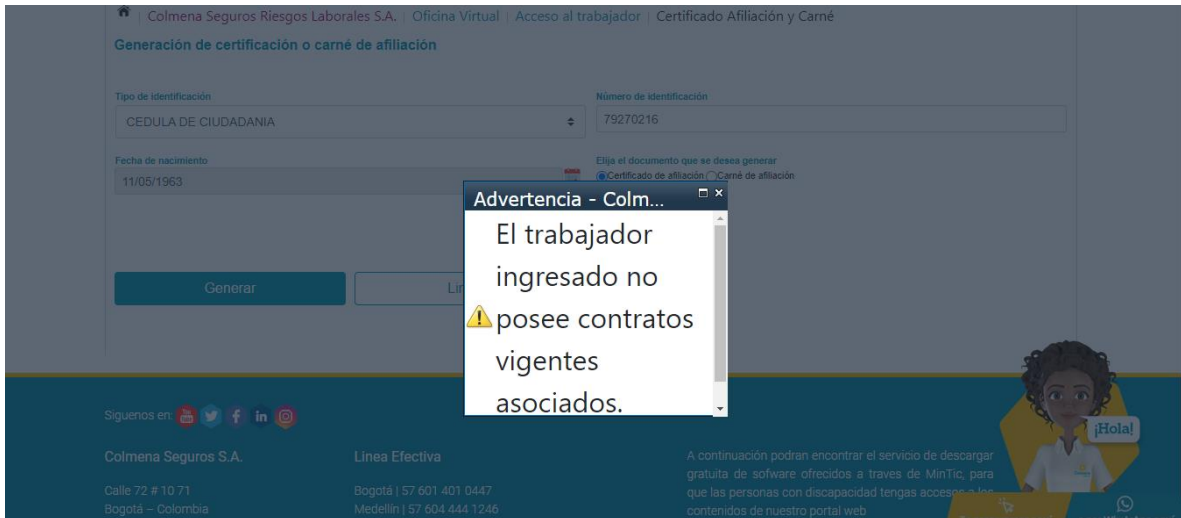 Colmena Seguros Riesgos Laborales S.A. | Oficina Virtual | Acceso al trabajador | Certificado Afiliación y Carné
Generación de certificación o carné de afiliación
Tipo de identificación
Número de identificación
CEDULA DE CIUDADANIA
79270216
Fecha de nacimiento
Elija el documento que se desea generar
11/05/1963
Certificado de afiliación Carné de afiliación
Advertencia - Colm...
El trabajador
ingresado no
posee contratos
vigentes
asociados.
Generar
Siguenos en:
¡Hola!
Colmena Seguros S.A.
Linea Efectiva
A continuación podran encontrar el servicio de descargar
gratuita de sofware ofrecidos a traves de MinTic, para
que las personas con discapacidad tengas acceso a los
contenidos de nuestro portal web
Calle 72 # 10 71
Bogotá | 57 601 401 0447
Bogotá – Colombia
Medellín | 57 604 444 1246